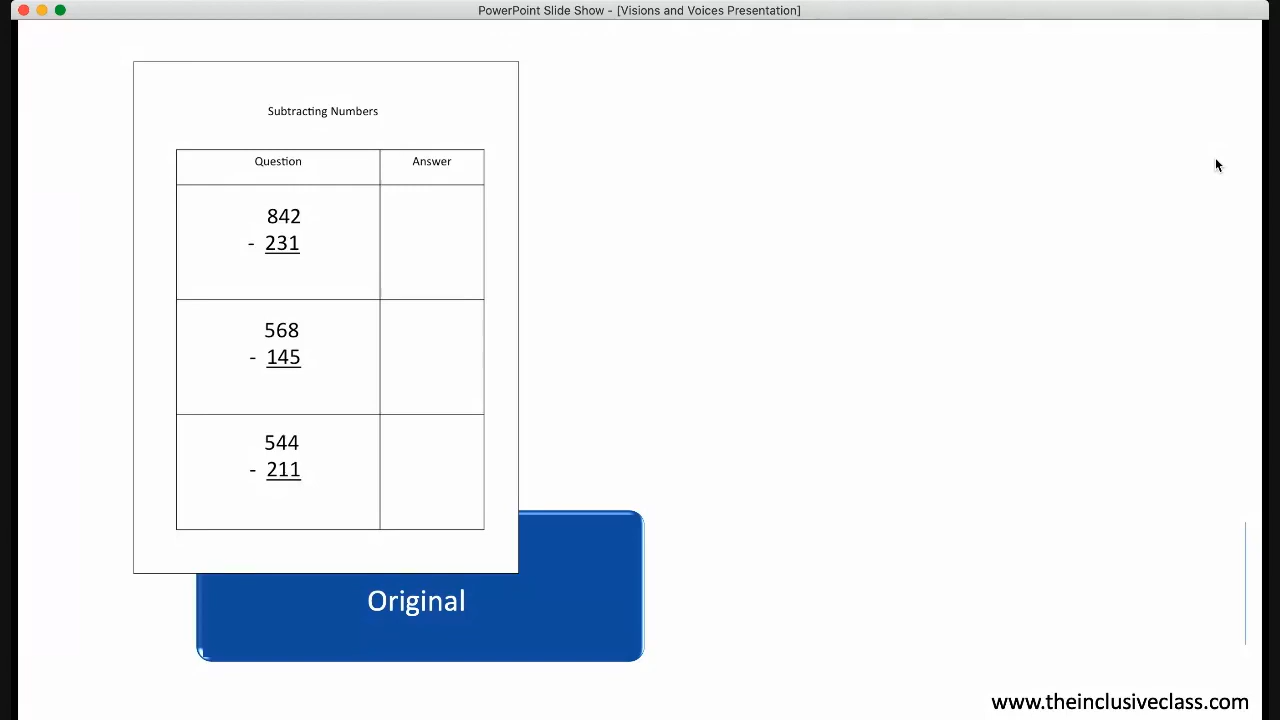 PowerPoint Slide Show - [Visions and Voices Presentation]
Subtracting Numbers
Question Answer
842
- 231
568
- 145
544
- 211
Original
www.theinclusiveclass.com